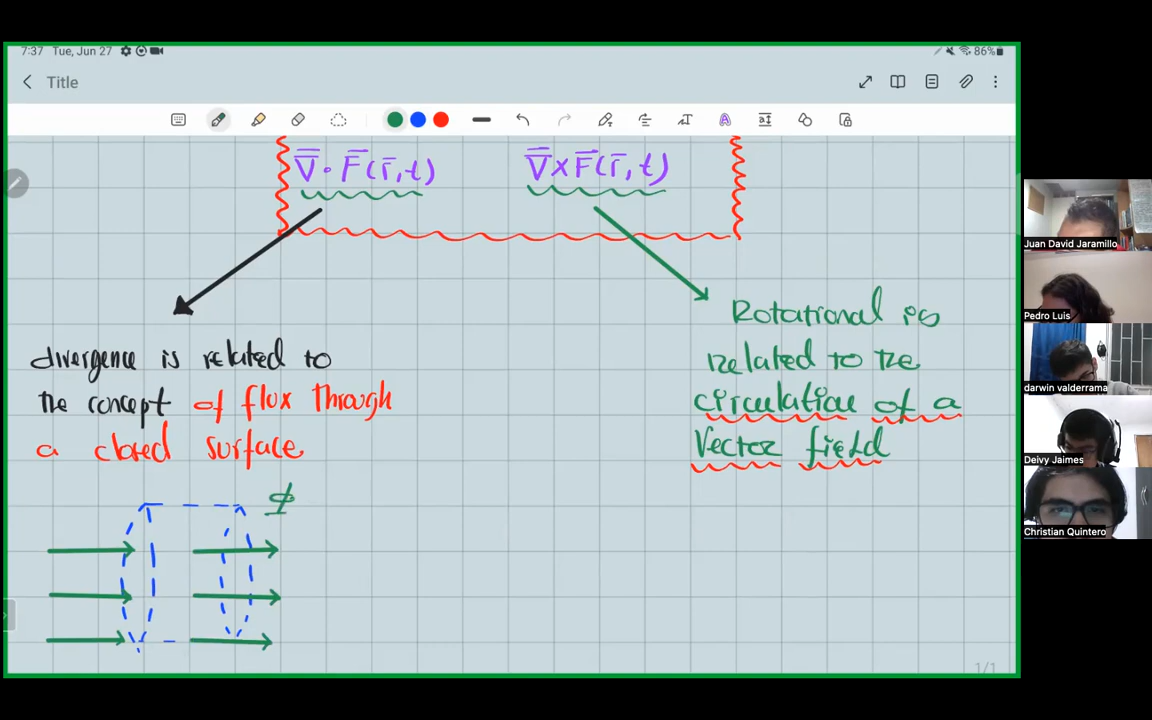 7:37 Tue, Jun 27 86%
Title
∇̄ · F̄(r̄,t) ∇̄ x F̄(r̄,t)
Rotational is
related to the
circulation of a
Vector field
divergence is related to
the concept of flux through
a closed surface
ϕ
1/1
Juan David Jaramillo
Pedro Luis
darwin valderrama
Deivy Jaimes
Christian Quintero